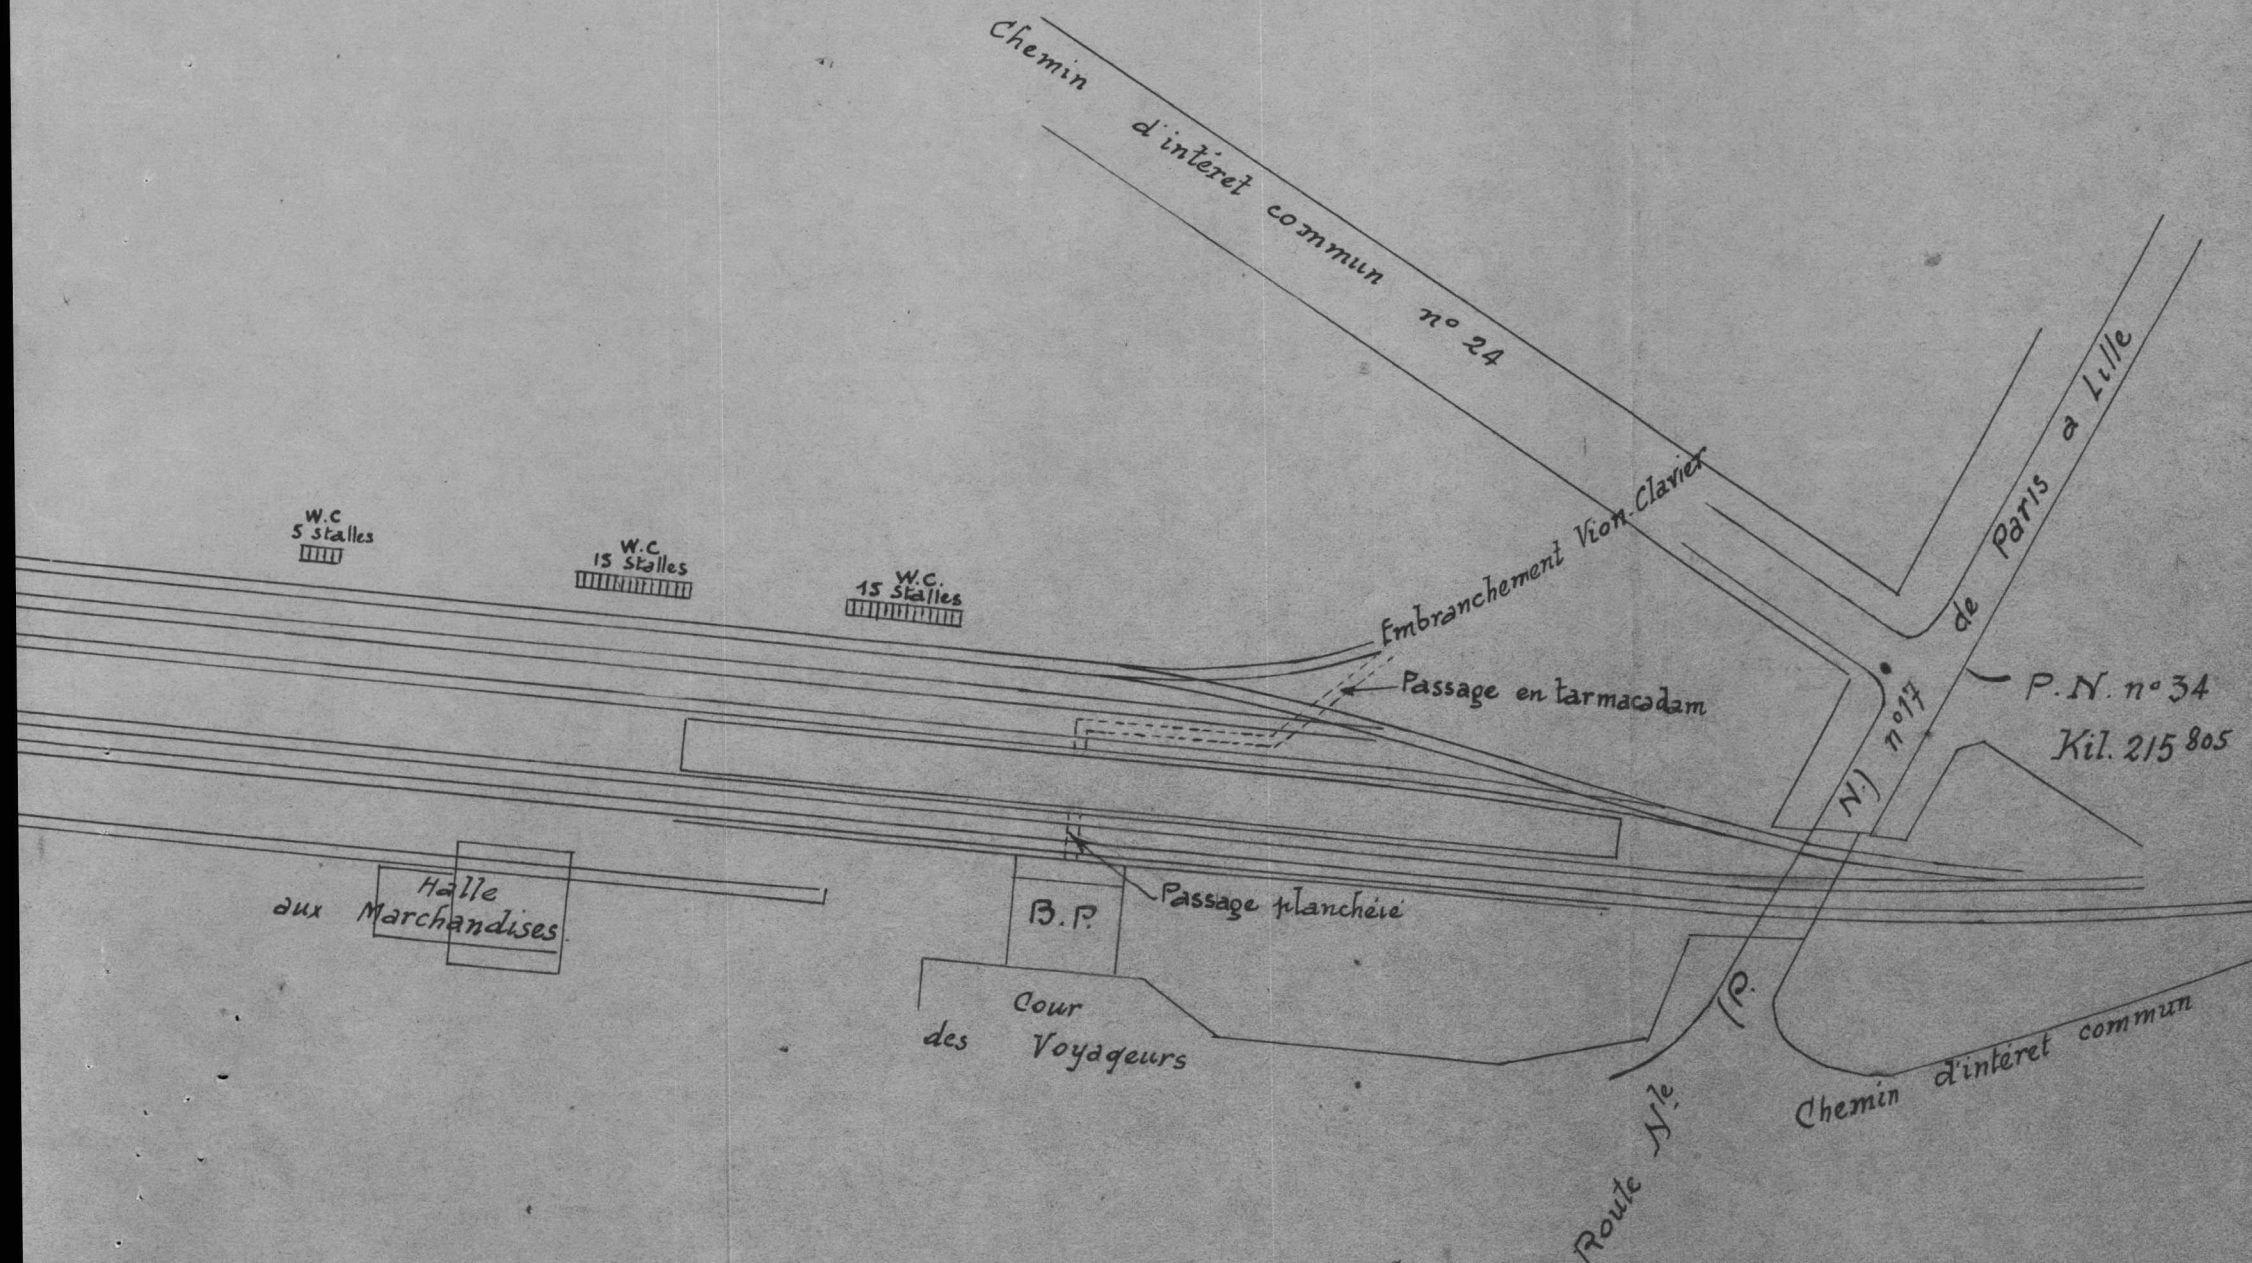 Chemin d'intéret commun n° 24
W.C
5 Stalles
W.C.
15 Stalles
W.C.
15 Stalles
Embranchement Vion-Clavier
Passage en tarmacadam
Route Nle (P. N.) n°17 de Paris a Lille
P.N. n° 34
Kil. 215 805
Halle
aux Marchandises
B.P.
Passage planchéié
Cour
des Voyageurs
Chemin d'intéret commun